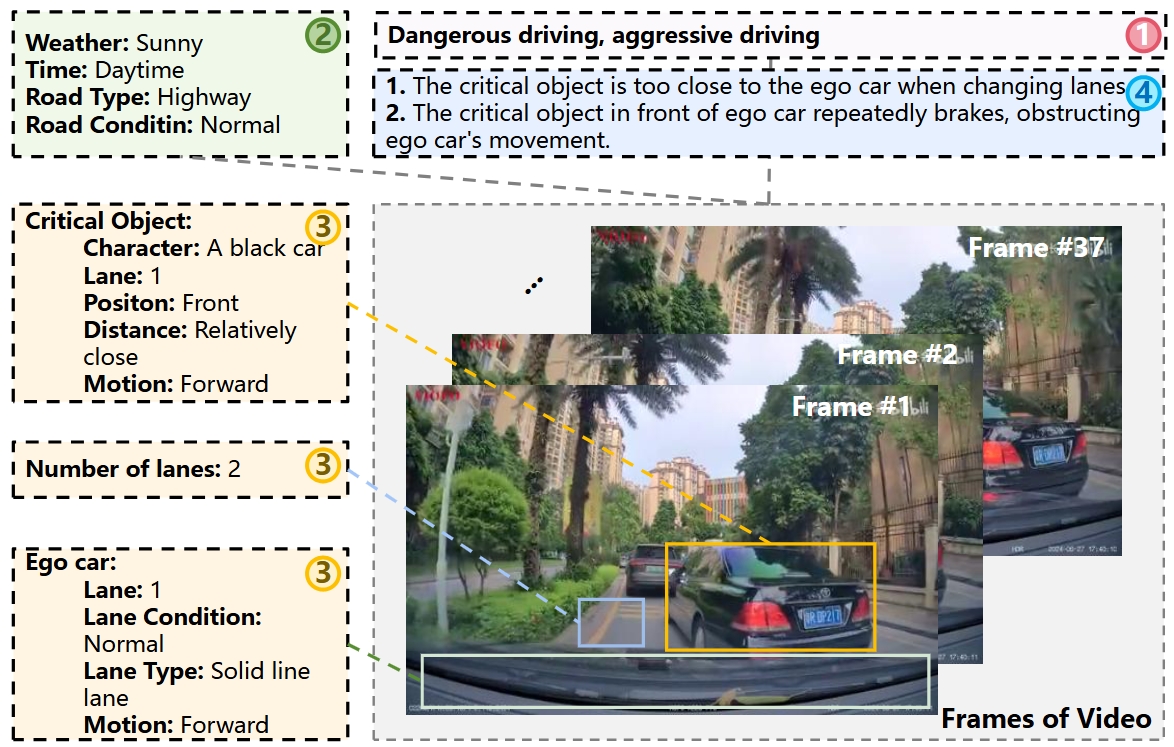 Weather: Sunny
Time: Daytime
Road Type: Highway
Road Conditin: Normal
2
Dangerous driving, aggressive driving
1
1. The critical object is too close to the ego car when changing lanes.
2. The critical object in front of ego car repeatedly brakes, obstructing
ego car's movement.
4
Critical Object:
3
Character: A black car
Lane: 1
Positon: Front
Distance: Relatively
close
Motion: Forward
Number of lanes: 2
3
Ego car:
3
Lane: 1
Lane Condition:
Normal
Lane Type: Solid line
lane
Motion: Forward
Frame #37
Frame #2
Frame #1
Frames of Video